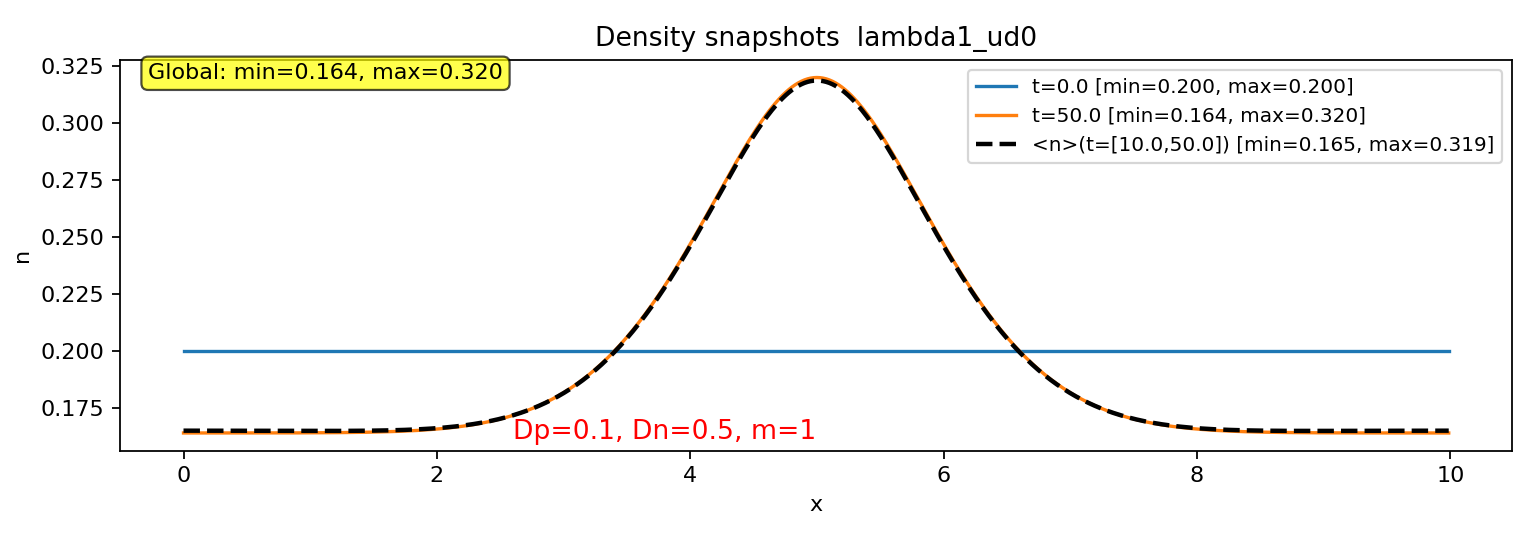 Density snapshots  lambda1_ud0
Global: min=0.164, max=0.320
t=0.0 [min=0.200, max=0.200]
t=50.0 [min=0.164, max=0.320]
<n>(t=[10.0,50.0]) [min=0.165, max=0.319]
0.325
0.300
0.275
0.250
0.225
0.200
0.175
n
Dp=0.1, Dn=0.5, m=1
0 2 4 6 8 10
x